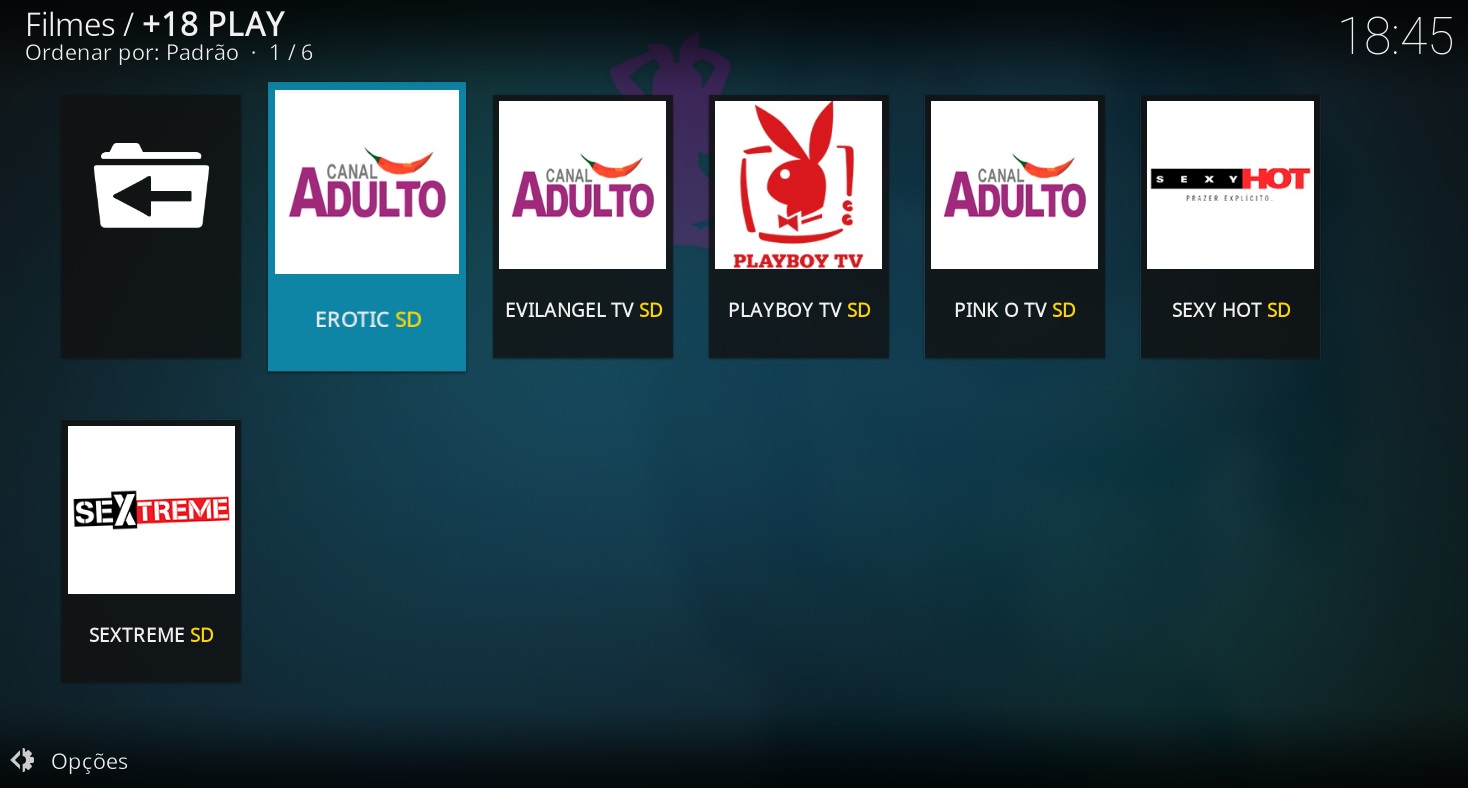 Filmes / +18 PLAY
18:45
Ordenar por: Padrão · 1 / 6
CANAL
ADULTO
CANAL
ADULTO
PLAYBOY TV
CANAL
ADULTO
SEXYHOT
PRAZER EXPLÍCITO.
EROTIC SD
EVILANGEL TV SD
PLAYBOY TV SD
PINK O TV SD
SEXY HOT SD
SEXTREME
SEXTREME SD
Opções